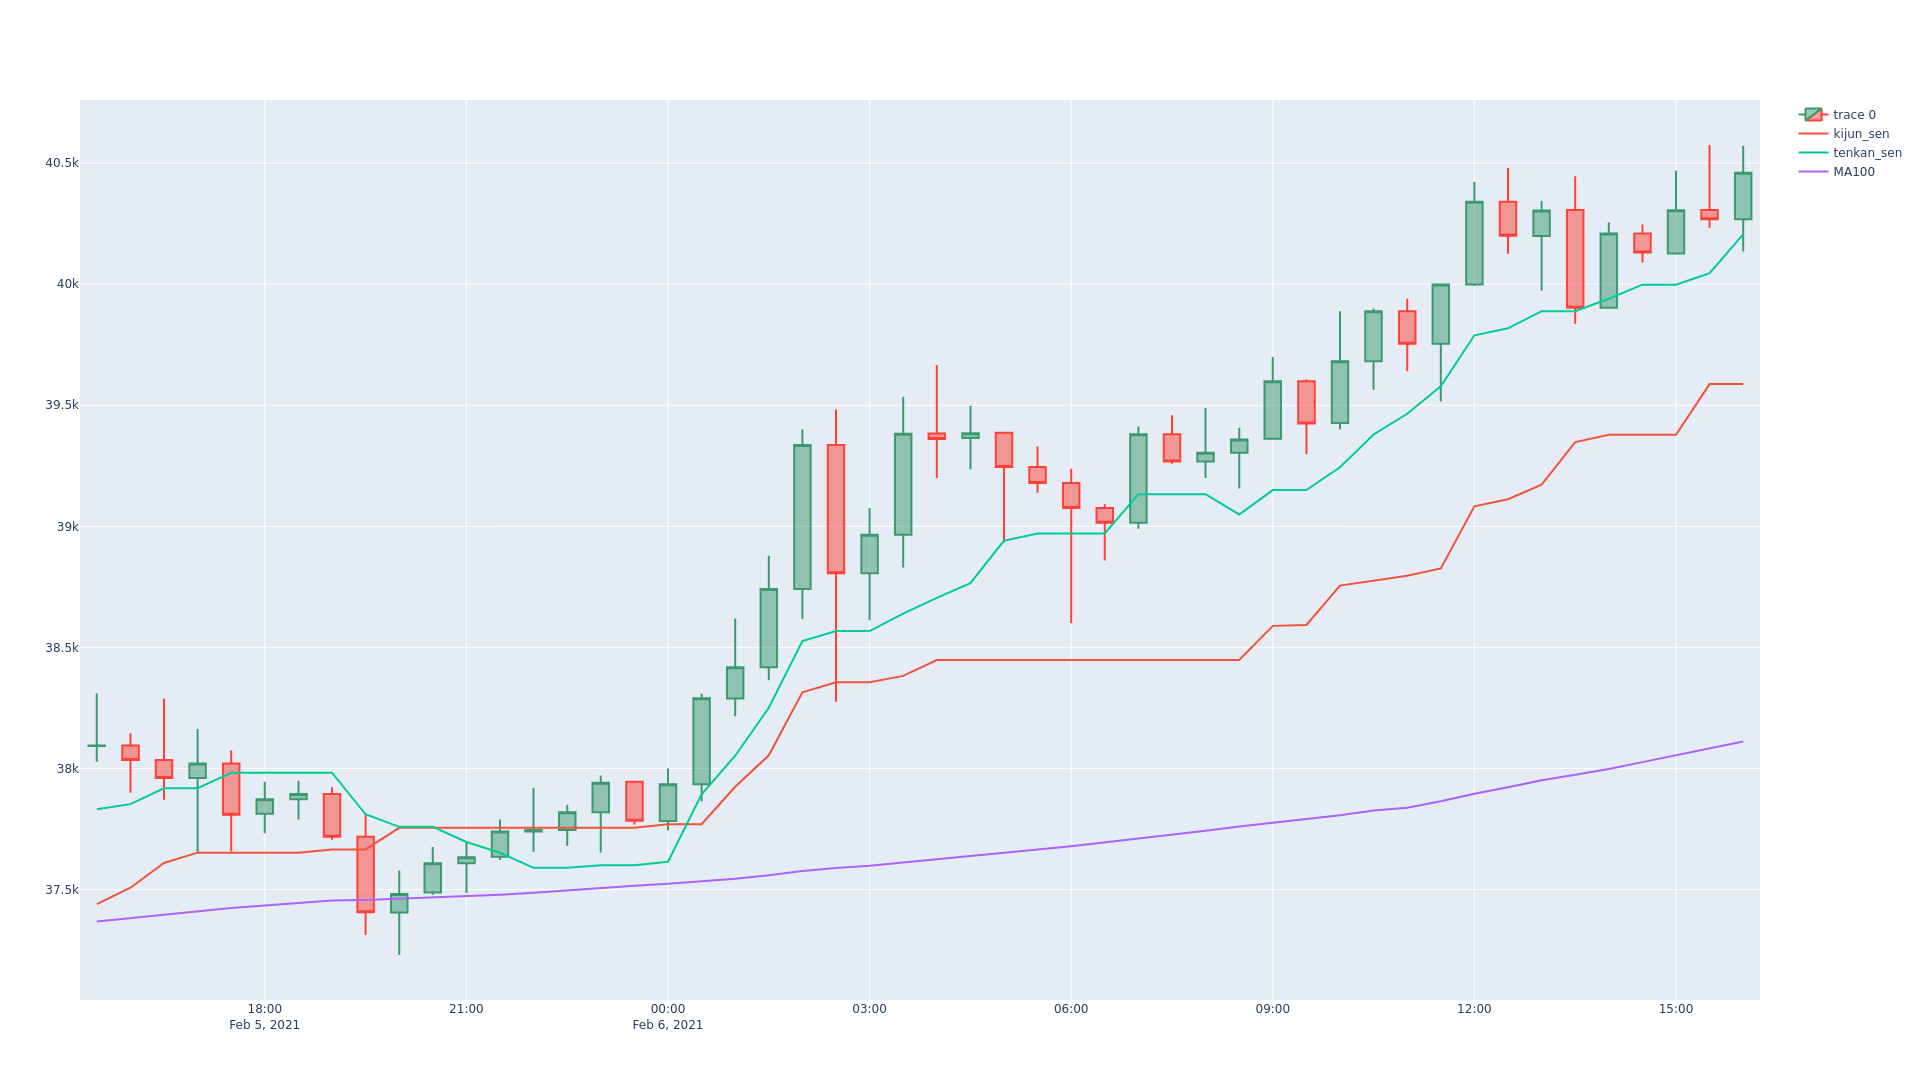 trace 0
kijun_sen
tenkan_sen
MA100
40.5k
40k
39.5k
39k
38.5k
38k
37.5k
18:00 21:00 00:00 03:00 06:00 09:00 12:00 15:00
Feb 5, 2021 Feb 6, 2021